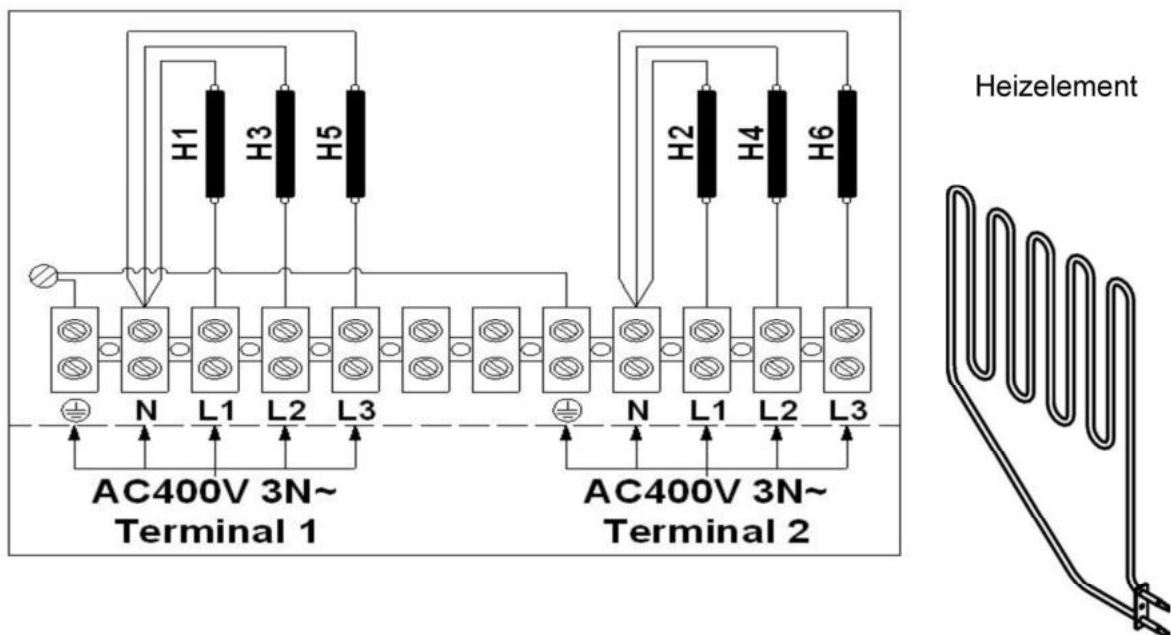 H1 H3 H5 H2 H4 H6
Heizelement
N L1 L2 L3 N L1 L2 L3
AC400V 3N~ AC400V 3N~
Terminal 1 Terminal 2